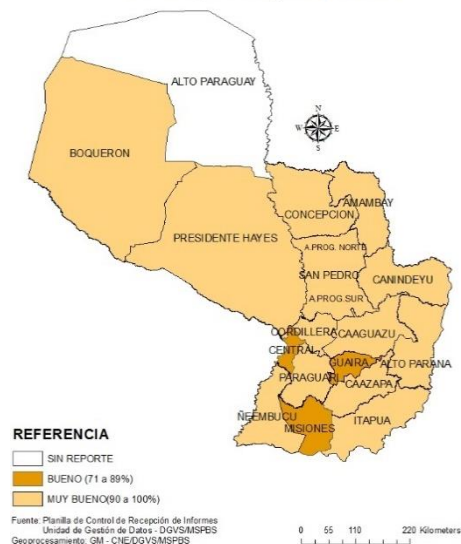 ALTO PARAGUAY
N
W E
S
BOQUERON
AMAMBAY
CONCEPCION
PRESIDENTE HAYES
A.PROG. NORTE
SAN PEDRO
CANINDEYU
A.PROG.SUR
CORDILLERA
CAAGUAZU
CENTRAL
GUAIRA
ALTO PARANA
PARAGUARI
CAAZAPA
ÑEEMBUCU
MISIONES
ITAPUA
REFERENCIA
SIN REPORTE
BUENO (71 a 89%)
MUY BUENO(90 a 100%)
Fuente: Planilla de Control de Recepción de Informes
Unidad de Gestión de Datos - DGVS/MSPBS
Geoprocesamiento: GM - CNE/DGVS/MSPBS
0 55 110 220 Kilometers